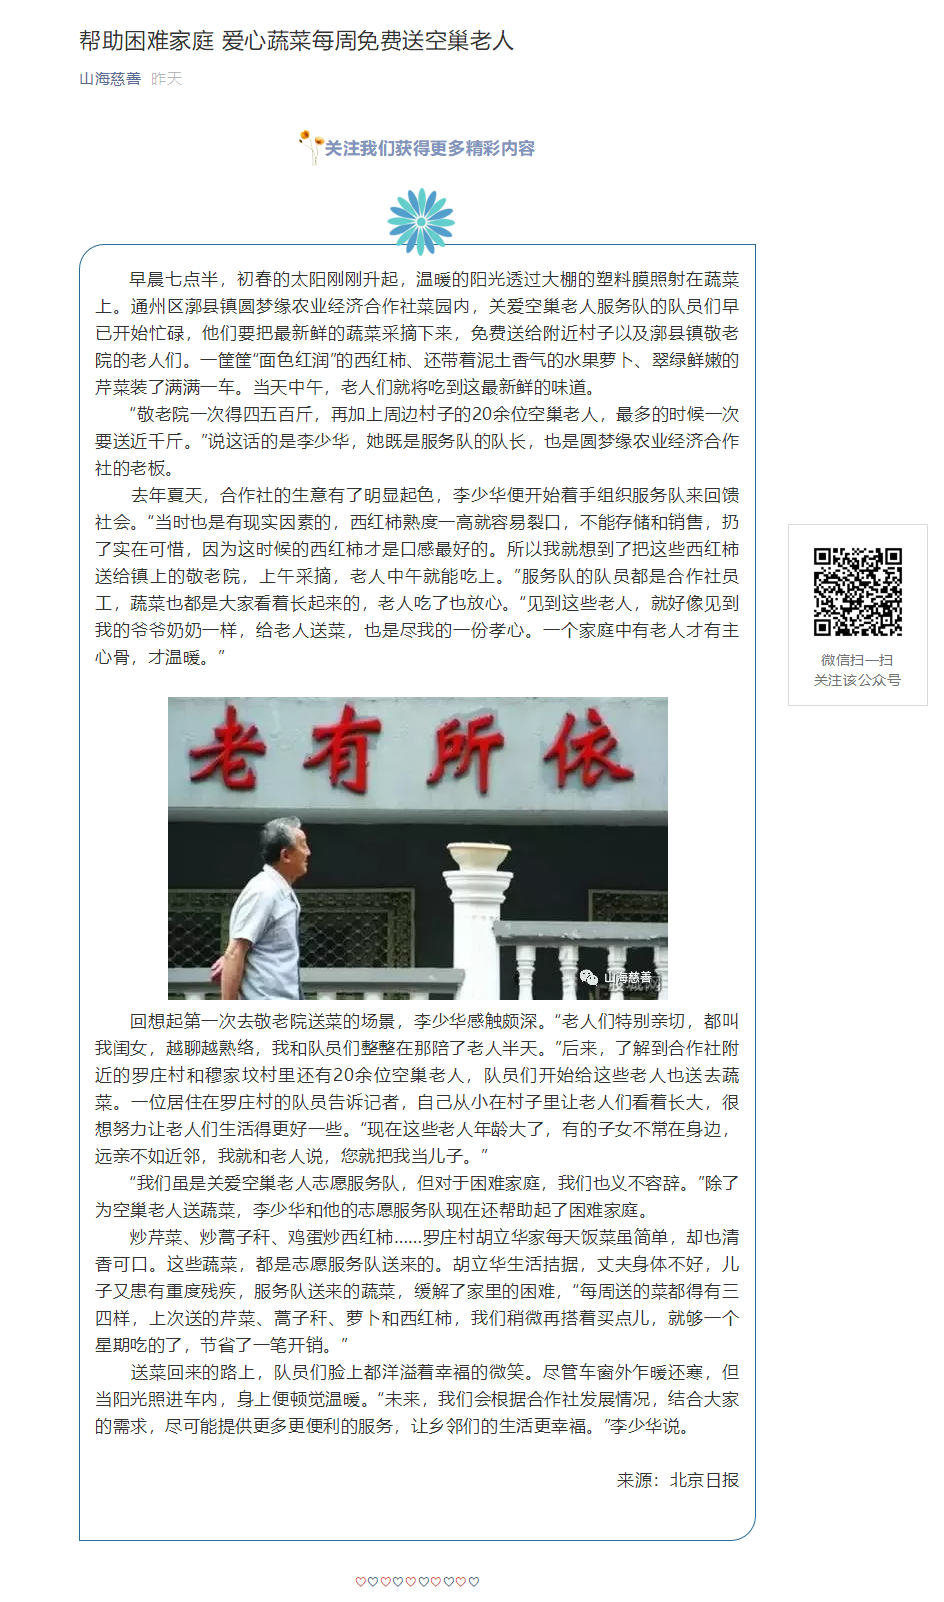 帮助困难家庭 爱心蔬菜每周免费送空巢老人
山海慈善 昨天
关注我们获得更多精彩内容
早晨七点半，初春的太阳刚刚升起，温暖的阳光透过大棚的塑料膜照射在蔬菜
上。通州区漷县镇圆梦缘农业经济合作社菜园内，关爱空巢老人服务队的队员们早
已开始忙碌，他们要把最新鲜的蔬菜采摘下来，免费送给附近村子以及漷县镇敬老
院的老人们。一筐筐“面色红润”的西红柿、还带着泥土香气的水果萝卜、翠绿鲜嫩的
芹菜装了满满一车。当天中午，老人们就将吃到这最新鲜的味道。
“敬老院一次得四五百斤，再加上周边村子的20余位空巢老人，最多的时候一次
要送近千斤。”说这话的是李少华，她既是服务队的队长，也是圆梦缘农业经济合作
社的老板。
去年夏天，合作社的生意有了明显起色，李少华便开始着手组织服务队来回馈
社会。“当时也是有现实因素的，西红柿熟度一高就容易裂口，不能存储和销售，扔
了实在可惜，因为这时候的西红柿才是口感最好的。所以我就想到了把这些西红柿
送给镇上的敬老院，上午采摘，老人中午就能吃上。”服务队的队员都是合作社员
工，蔬菜也都是大家看着长起来的，老人吃了也放心。“见到这些老人，就好像见到
我的爷爷奶奶一样，给老人送菜，也是尽我的一份孝心。一个家庭中有老人才有主
心骨，才温暖。”
微信扫一扫
关注该公众号
老有所依
山海慈善
回想起第一次去敬老院送菜的场景，李少华感触颇深。“老人们特别亲切，都叫
我闺女，越聊越熟络，我和队员们整整在那陪了老人半天。”后来，了解到合作社附
近的罗庄村和穆家坟村里还有20余位空巢老人，队员们开始给这些老人也送去蔬
菜。一位居住在罗庄村的队员告诉记者，自己从小在村子里让老人们看着长大，很
想努力让老人们生活得更好一些。“现在这些老人年龄大了，有的子女不常在身边，
远亲不如近邻，我就和老人说，您就把我当儿子。”
“我们虽是关爱空巢老人志愿服务队，但对于困难家庭，我们也义不容辞。”除了
为空巢老人送蔬菜，李少华和他的志愿服务队现在还帮助起了困难家庭。
炒芹菜、炒蒿子秆、鸡蛋炒西红柿……罗庄村胡立华家每天饭菜虽简单，却也清
香可口。这些蔬菜，都是志愿服务队送来的。胡立华生活拮据，丈夫身体不好，儿
子又患有重度残疾，服务队送来的蔬菜，缓解了家里的困难，“每周送的菜都得有三
四样，上次送的芹菜、蒿子秆、萝卜和西红柿，我们稍微再搭着买点儿，就够一个
星期吃的了，节省了一笔开销。”
送菜回来的路上，队员们脸上都洋溢着幸福的微笑。尽管车窗外乍暖还寒，但
当阳光照进车内，身上便顿觉温暖。“未来，我们会根据合作社发展情况，结合大家
的需求，尽可能提供更多更便利的服务，让乡邻们的生活更幸福。”李少华说。
来源：北京日报